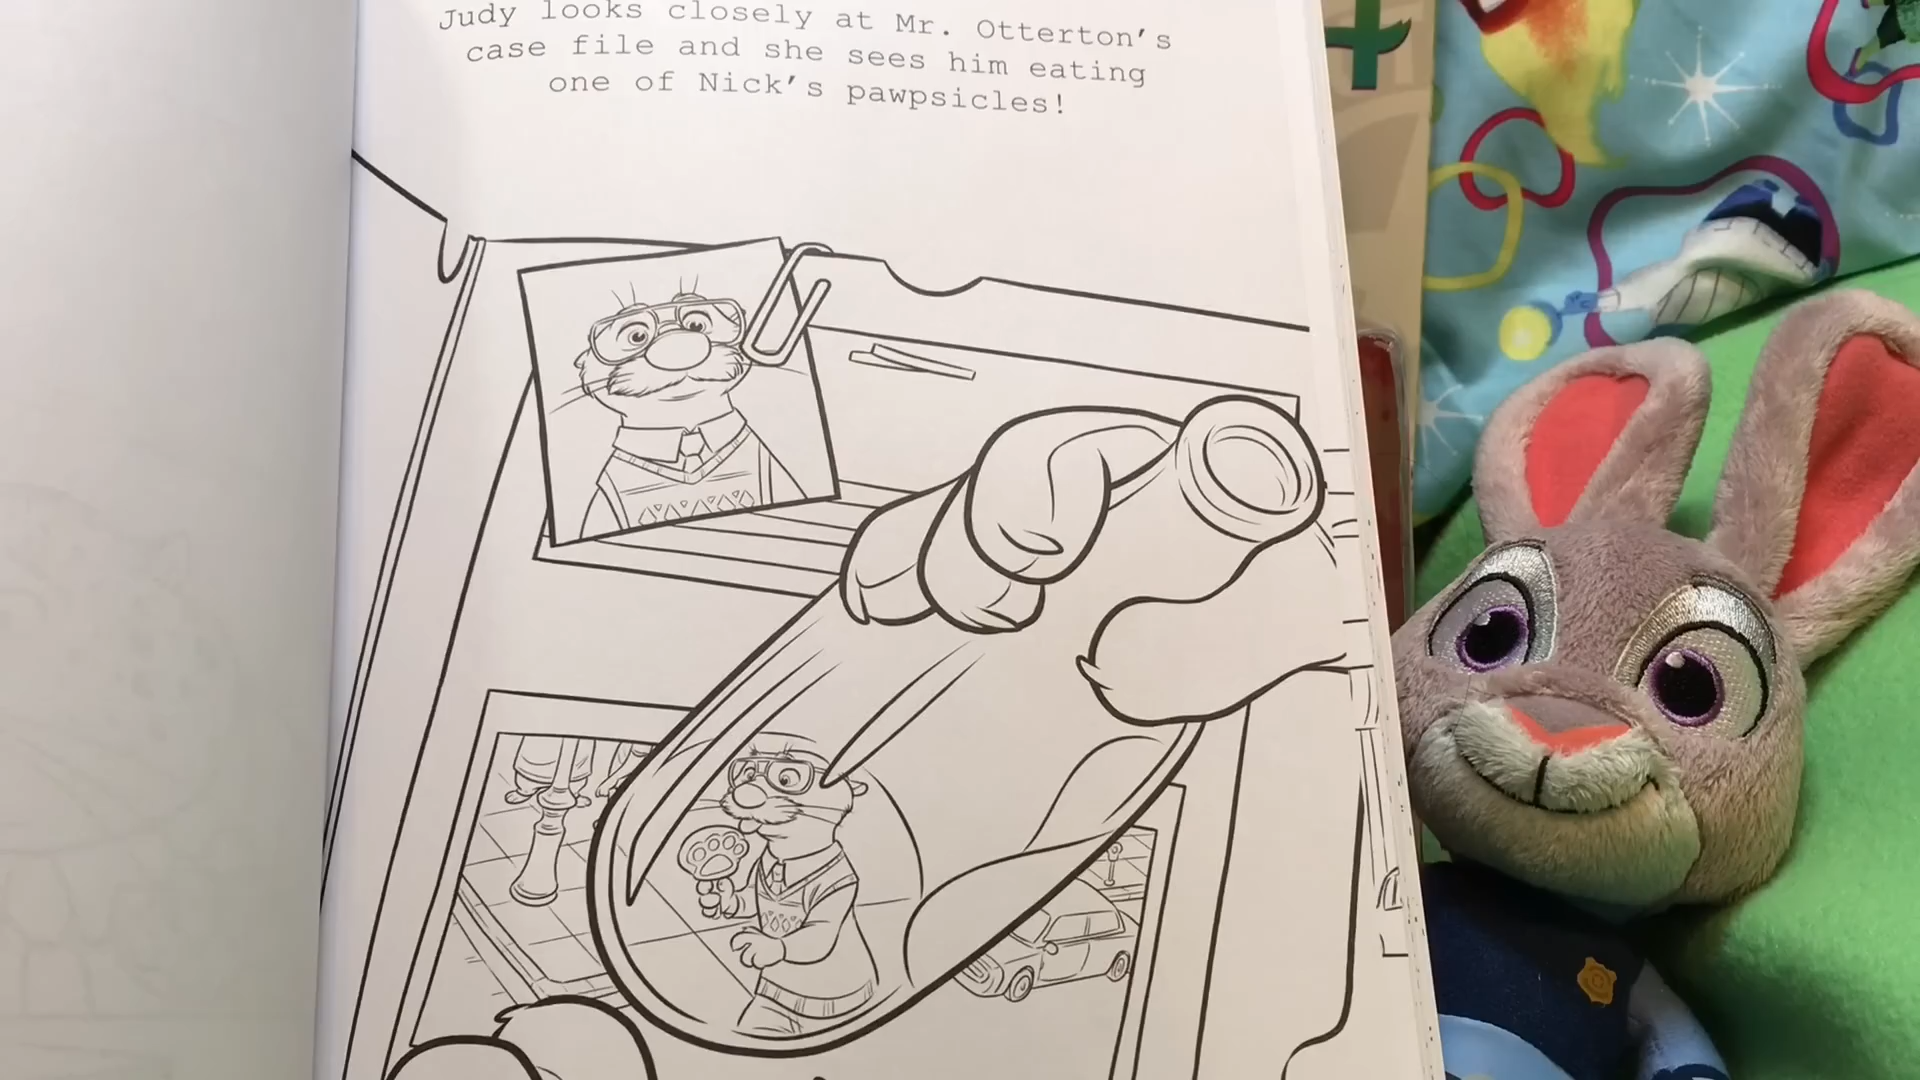 Judy looks closely at Mr. Otterton's
case file and she sees him eating
one of Nick's pawpsicles!